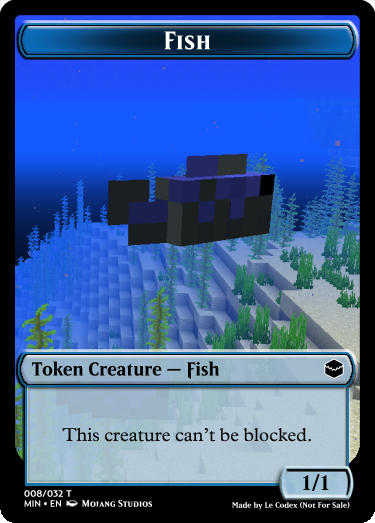 Fish
Token Creature — Fish
This creature can't be blocked.
1/1
008/032 T
MIN • EN Mojang Studios
Made by Le Codex (Not For Sale)